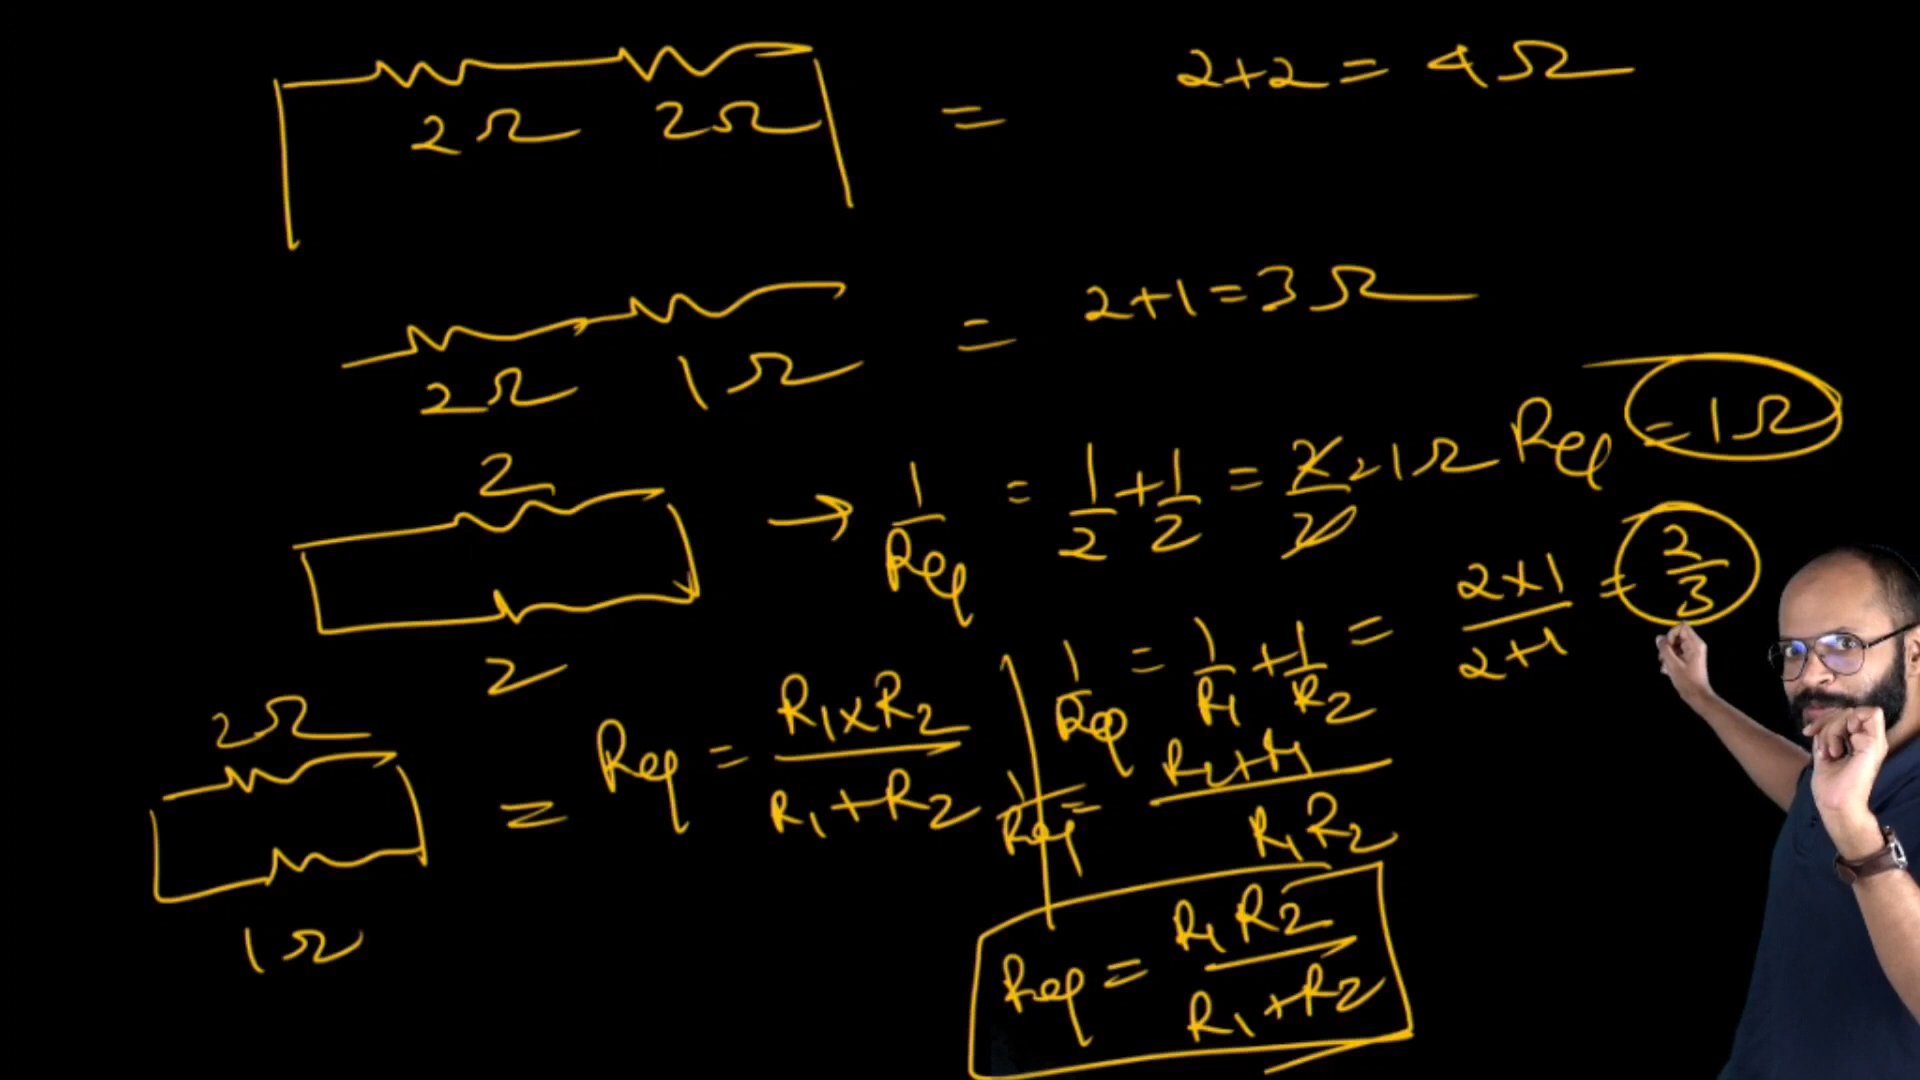 2Ω 2Ω = 2+2 = 4Ω
2Ω 1Ω = 2+1=3Ω
2
2
→ 1/Req = 1/2 + 1/2 = 2/2 = 1Ω Req = 1Ω
2Ω
1Ω
= Req = R1×R2/R1+R2
1/Req = 1/R1 + 1/R2 = 2×1/2+1 = 2/3
1/Req = R2+R1/R1R2
Req = R1R2/R1+R2